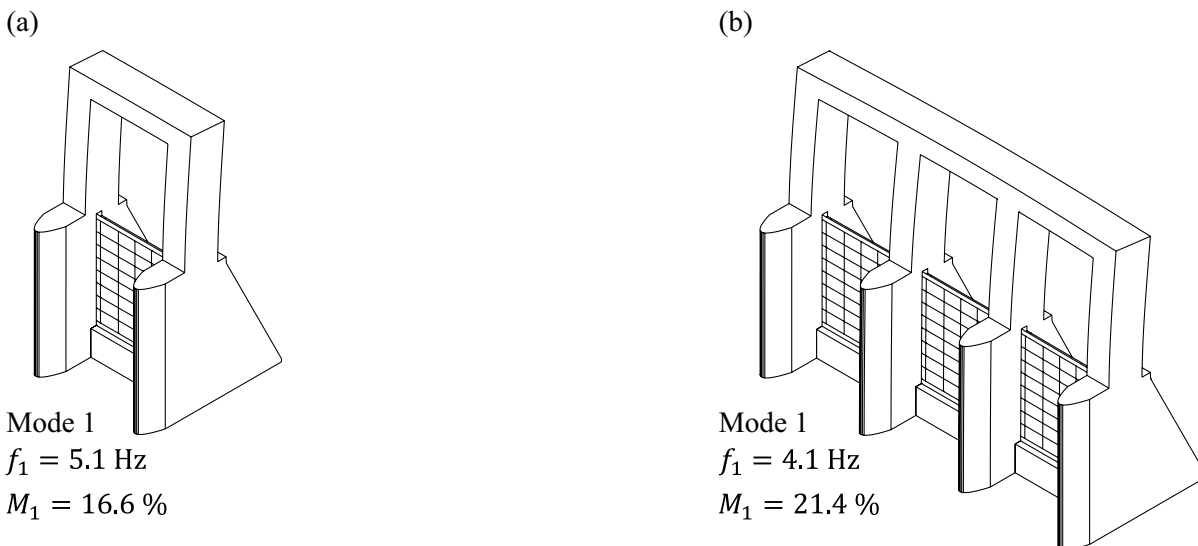 (a)
(b)
Mode 1
f₁ = 5.1 Hz
M₁ = 16.6 %
Mode 1
f₁ = 4.1 Hz
M₁ = 21.4 %